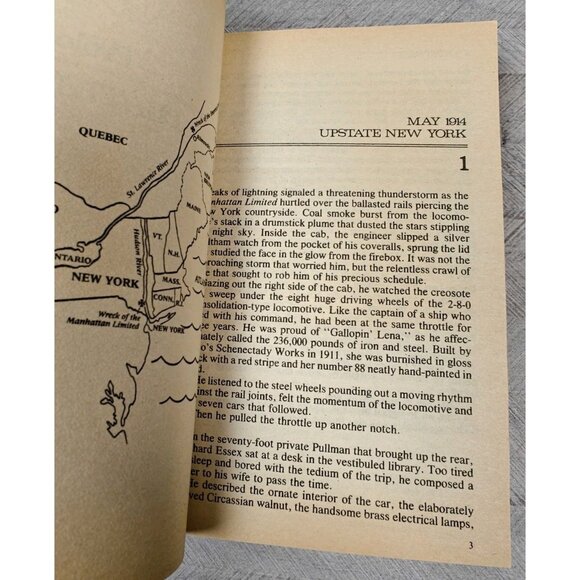 QUEBEC
St. Lawrence River
MAINE
VT.
N.H.
Hudson River
ONTARIO
NEW YORK
MASS.
CONN.
R.I.
Wreck of the
Manhattan Limited
NEW YORK
MAY 1914
UPSTATE NEW YORK
1
eaks of lightning signaled a threatening thunderstorm as the
anhattan Limited hurtled over the ballasted rails piercing the
w York countryside. Coal smoke burst from the locomo-
's stack in a drumstick plume that dusted the stars stippling
night sky. Inside the cab, the engineer slipped a silver
ltham watch from the pocket of his coveralls, sprung the lid
studied the face in the glow from the firebox. It was not the
roaching storm that worried him, but the relentless crawl of
e that sought to rob him of his precious schedule.
azing out the right side of the cab, he watched the creosote
sweep under the eight huge driving wheels of the 2-8-0
solidation-type locomotive. Like the captain of a ship who
ed with his command, he had been at the same throttle for
ee years. He was proud of "Gallopin' Lena," as he affec-
nately called the 236,000 pounds of iron and steel. Built by
o's Schenectady Works in 1911, she was burnished in gloss
ck with a red stripe and her number 88 neatly hand-painted in
d.
He listened to the steel wheels pounding out a moving rhythm
inst the rail joints, felt the momentum of the locomotive and
seven cars that followed.
hen he pulled the throttle up another notch.
n the seventy-foot private Pullman that brought up the rear,
hard Essex sat at a desk in the vestibuled library. Too tired
sleep and bored with the tedium of the trip, he composed a
er to his wife to pass the time.
e described the ornate interior of the car, the elaborately
ved Circassian walnut, the handsome brass electrical lamps,
3